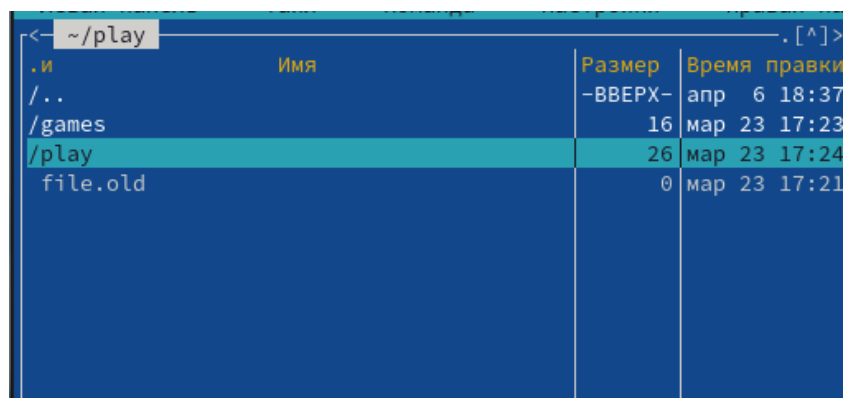 <- ~/play .[^]>
.и Имя Размер Время правки
/.. -ВВЕРХ- апр 6 18:37
/games 16 мар 23 17:23
/play 26 мар 23 17:24
file.old 0 мар 23 17:21